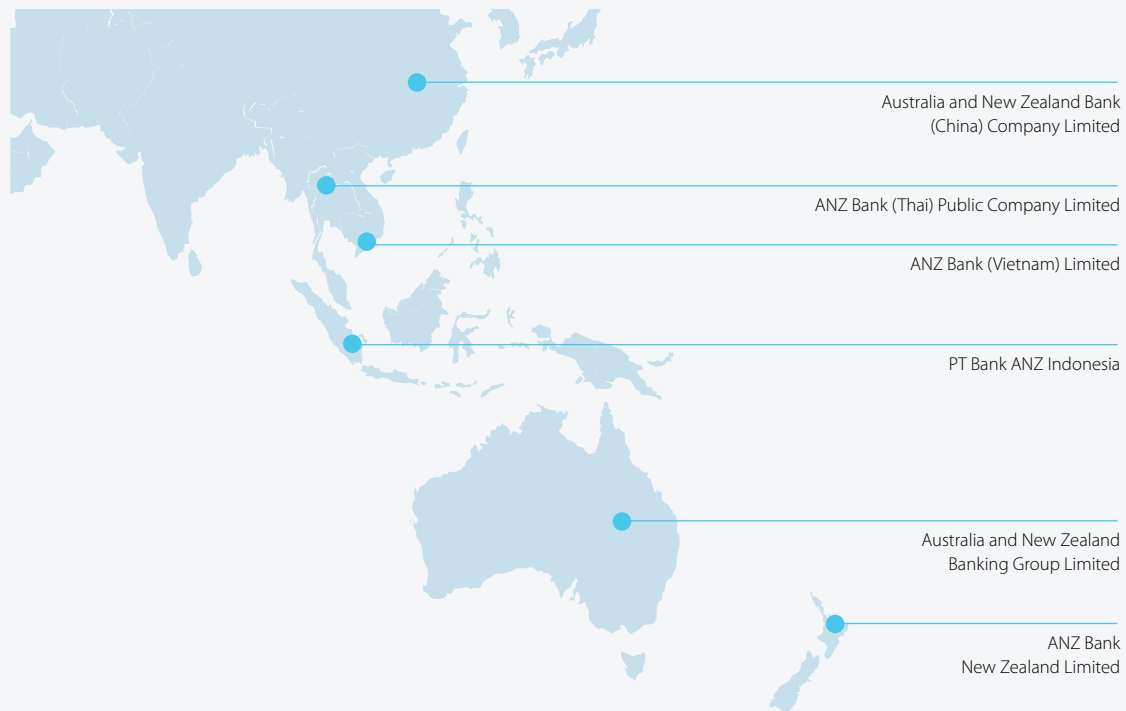 Australia and New Zealand Bank
(China) Company Limited
ANZ Bank (Thai) Public Company Limited
ANZ Bank (Vietnam) Limited
PT Bank ANZ Indonesia
Australia and New Zealand
Banking Group Limited
ANZ Bank
New Zealand Limited